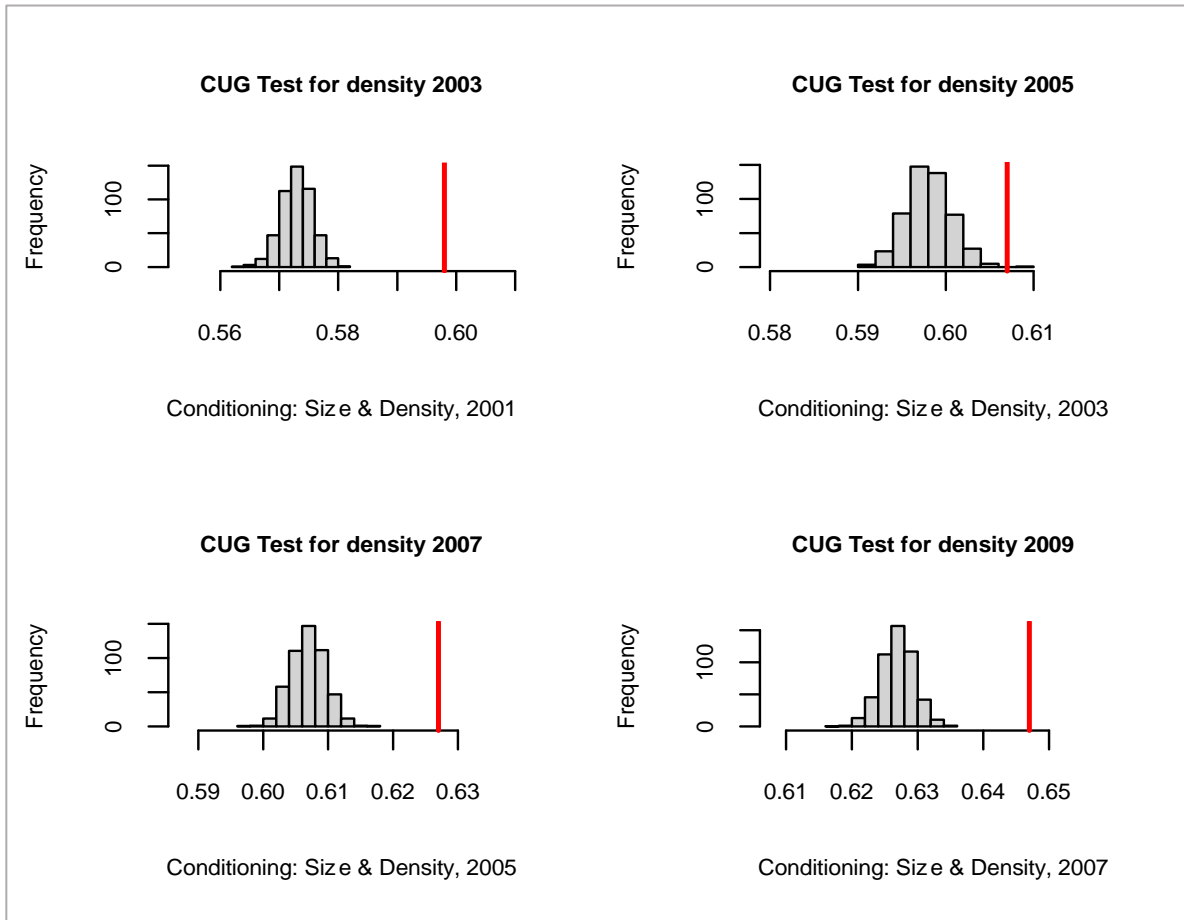 CUG Test for density 2003
Frequency
0 100
0.56 0.58 0.60
Conditioning: Size & Density, 2001
CUG Test for density 2005
Frequency
0 100
0.58 0.59 0.60 0.61
Conditioning: Size & Density, 2003
CUG Test for density 2007
Frequency
0 100
0.59 0.60 0.61 0.62 0.63
Conditioning: Size & Density, 2005
CUG Test for density 2009
Frequency
0 100
0.61 0.62 0.63 0.64 0.65
Conditioning: Size & Density, 2007